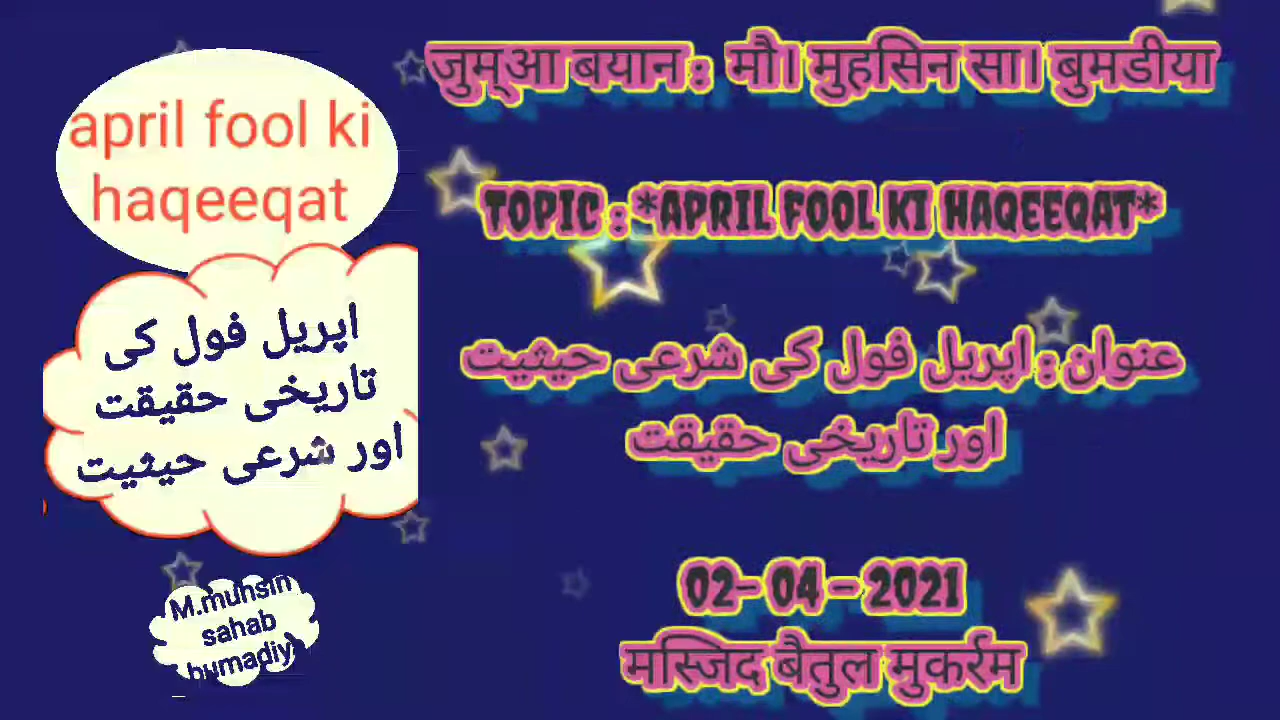 april fool ki
haqeeqat
اپریل فول کی
تاریخی حقیقت
اور شرعی حیثیت
M.muhsin
sahab
bumadiy
जुम्आ बयान : मौ। मुहसिन सा। बुमडीया
TOPIC : *APRIL FOOL KI HAQEEQAT*
عنوان : اپریل فول کی شرعی حیثیت
اور تاریخی حقیقت
02- 04 - 2021
मस्जिद बैतुल मुकर्रम